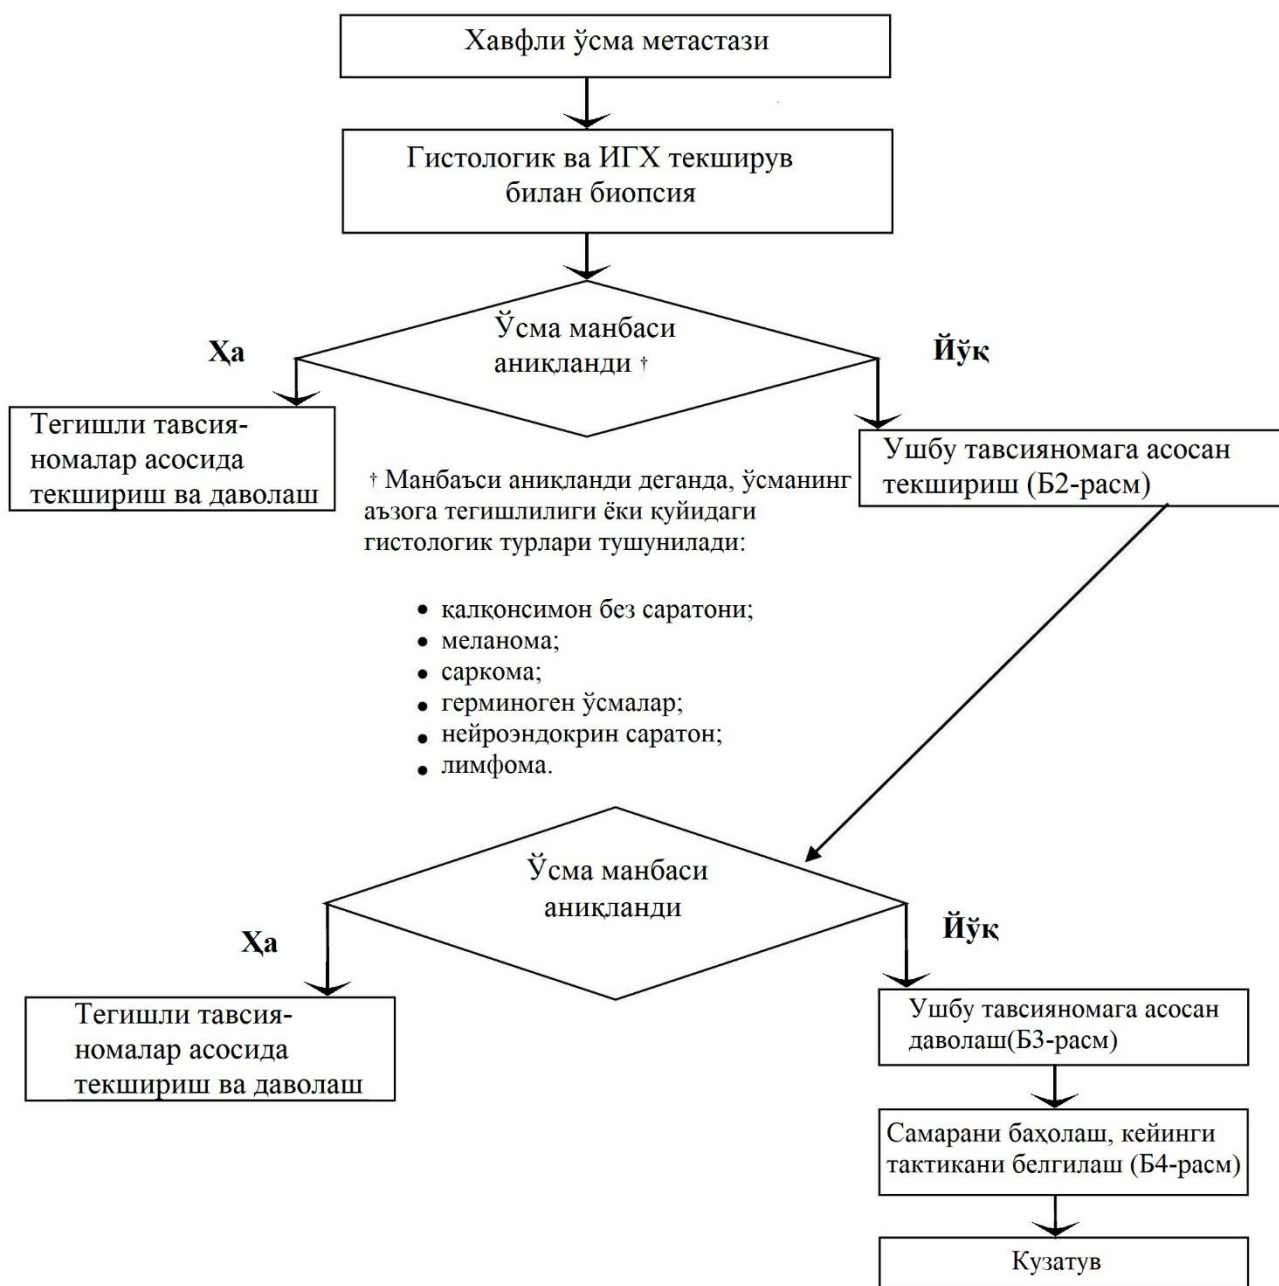 Хавфли ўсма метастази
Гистологик ва ИГХ текширув
билан биопсия
Ўсма манбаси
аниқланди †
Ҳа
Йўқ
Тегишли тавсия-
номалар асосида
текшириш ва даволаш
Ушбу тавсияномага асосан
текшириш (Б2-расм)
† Манбаъси аниқланди деганда, ўсманинг
аъзога тегишлилиги ёки қуйидаги
гистологик турлари тушунилади:
• қалқонсимон без саратони;
• меланома;
• саркома;
• герминоген ўсмалар;
• нейроэндокрин саратон;
• лимфома.
Ўсма манбаси
аниқланди
Ҳа
Йўқ
Тегишли тавсия-
номалар асосида
текшириш ва даволаш
Ушбу тавсияномага асосан
даволаш(Б3-расм)
Самарани баҳолаш, кейинги
тактикани белгилаш (Б4-расм)
Кузатув